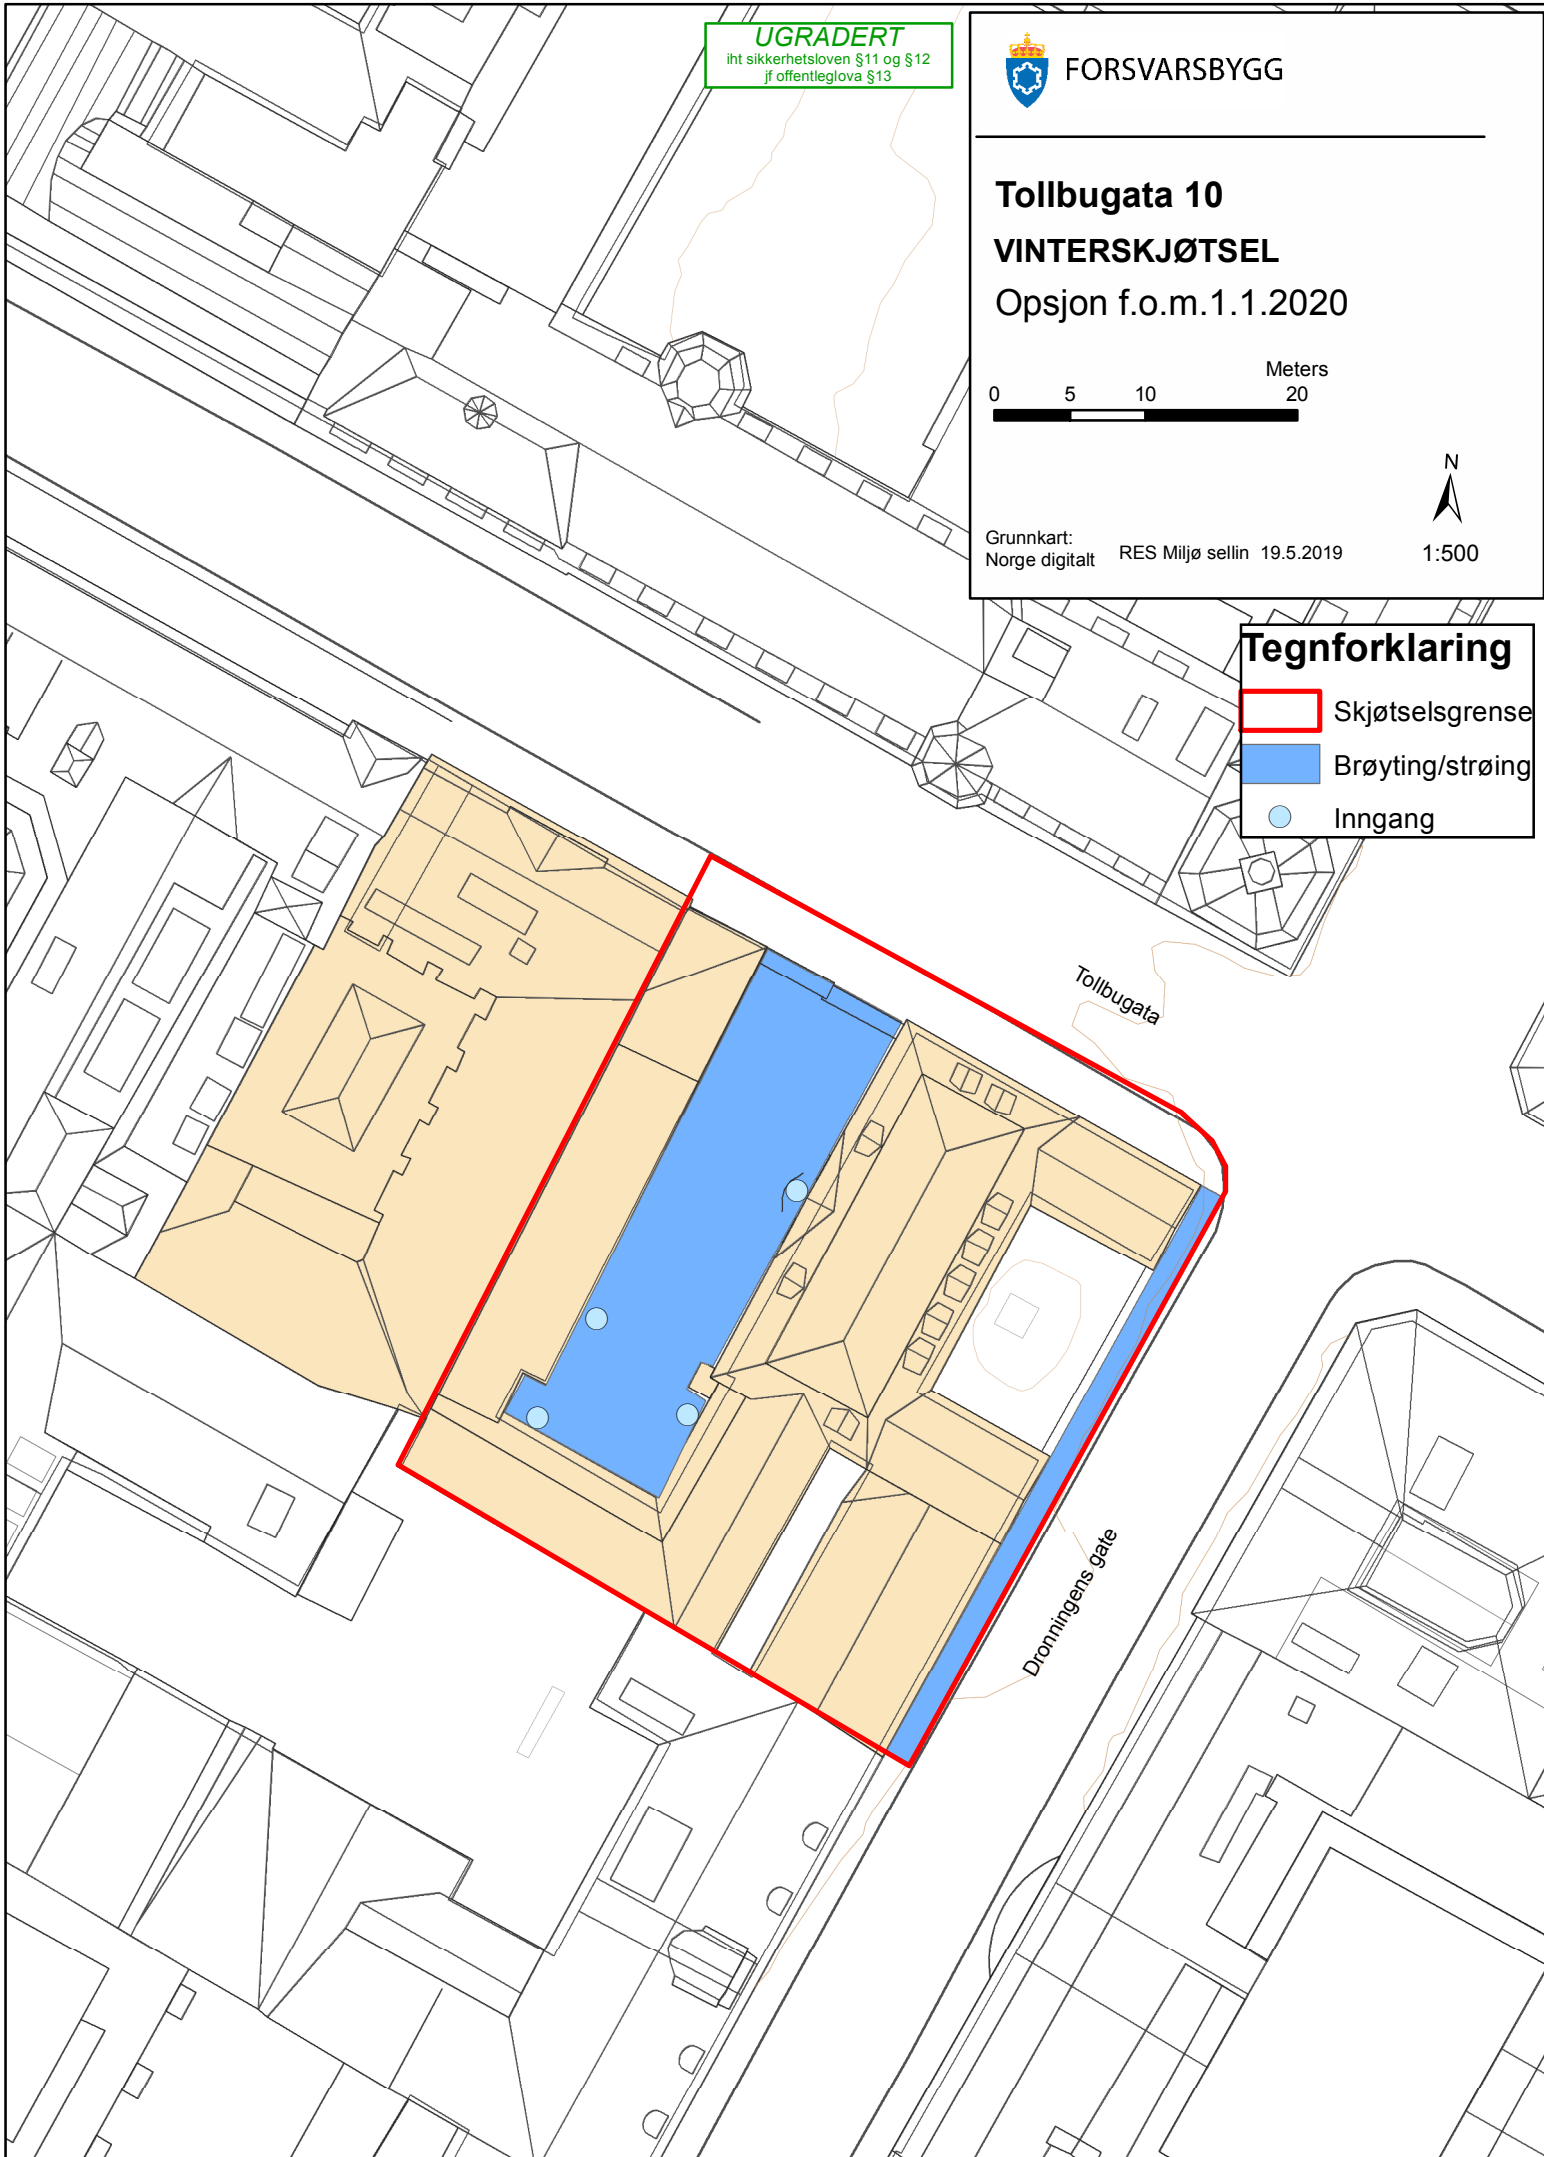 UGRADERT
iht sikkerhetsloven §11 og §12
jf offentleglova §13
FORSVARSBYGG
Tollbugata 10
VINTERSKJØTSEL
Opsjon f.o.m.1.1.2020
Meters
0 5 10 20
N
Grunnkart:
Norge digitalt RES Miljø sellin 19.5.2019 1:500
Tegnforklaring
Skjøtselsgrense
Brøyting/strøing
Inngang
Tollbugata
Dronningens gate